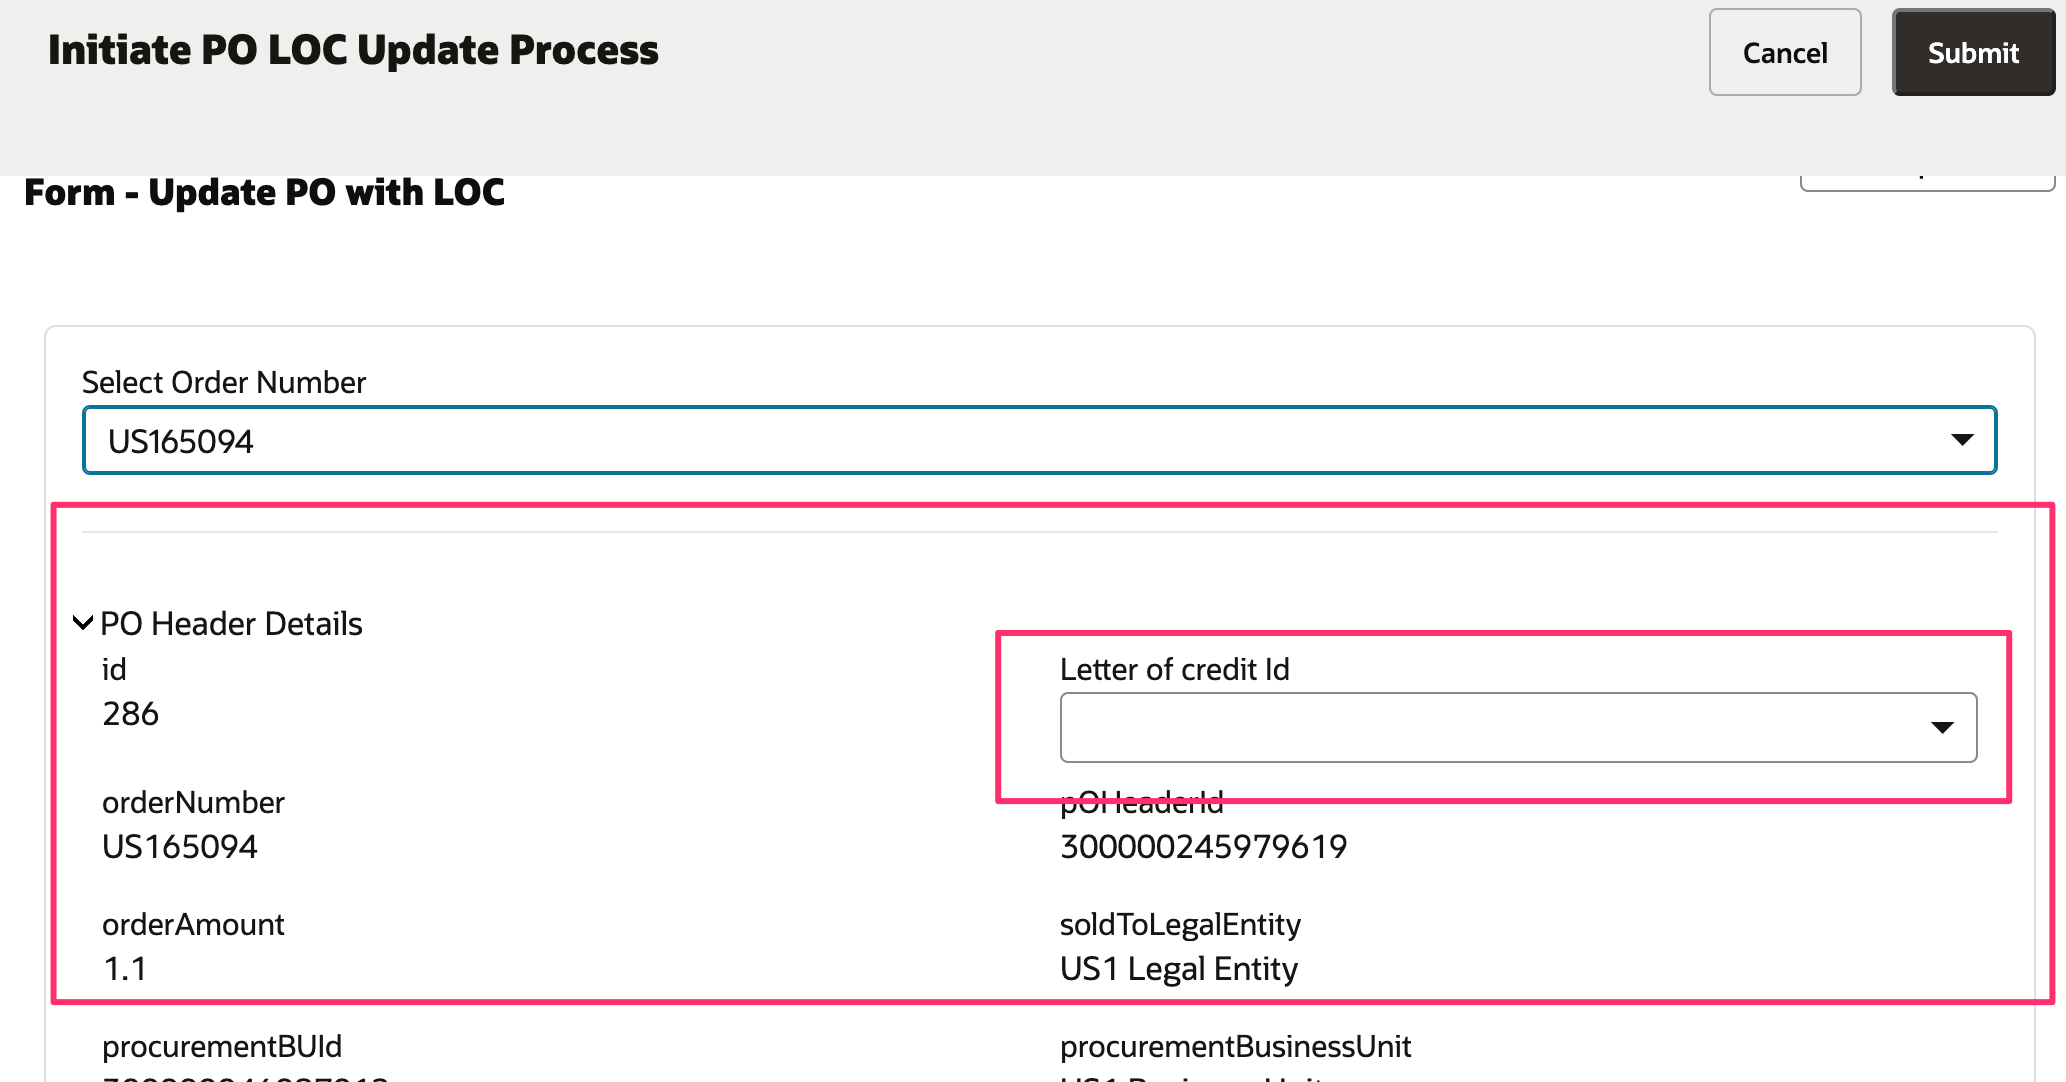 Initiate PO LOC Update Process
Cancel
Submit
Form - Update PO with LOC
Select Order Number
US165094
PO Header Details
id
286
Letter of credit Id
orderNumber
US165094
pOHeaderId
300000245979619
orderAmount
1.1
soldToLegalEntity
US1 Legal Entity
procurementBUId
procurementBusinessUnit